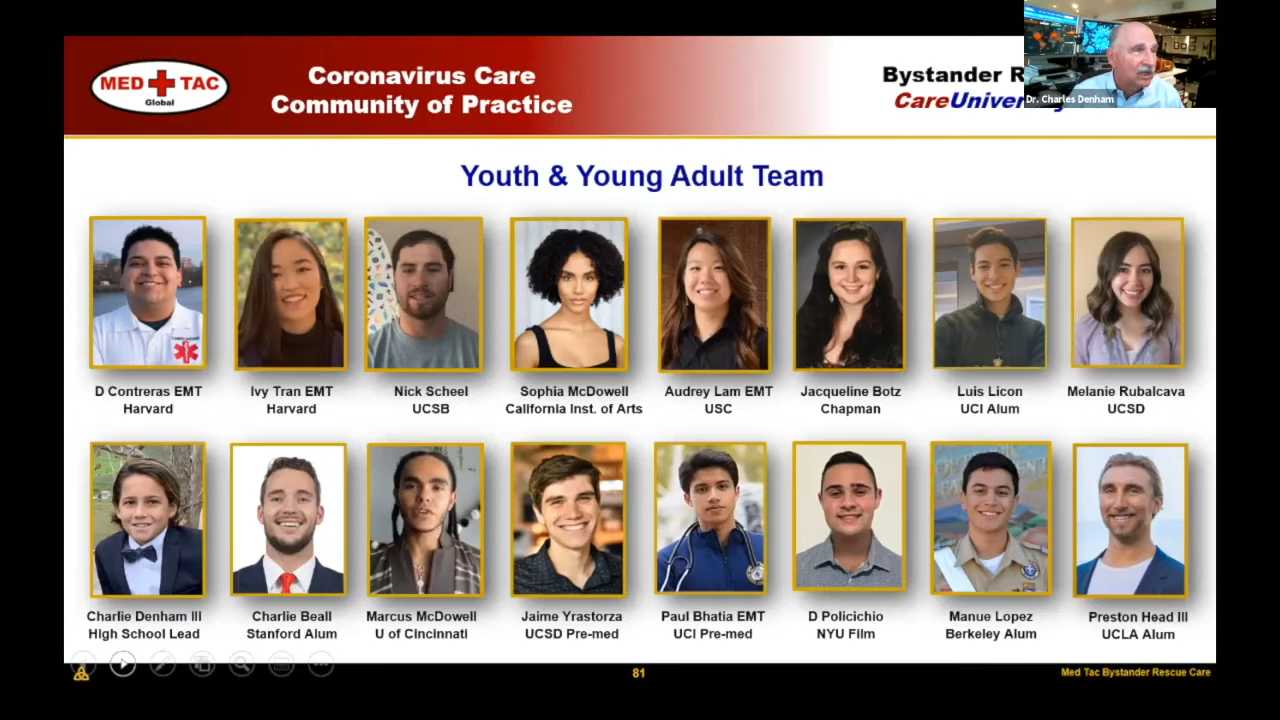 MED TAC
Global
Coronavirus Care
Community of Practice
Bystander R
CareUniver
Dr. Charles Denham
Youth & Young Adult Team
D Contreras EMT
Harvard
Ivy Tran EMT
Harvard
Nick Scheel
UCSB
Sophia McDowell
California Inst. of Arts
Audrey Lam EMT
USC
Jacqueline Botz
Chapman
Luis Licon
UCI Alum
Melanie Rubalcava
UCSD
Charlie Denham III
High School Lead
Charlie Beall
Stanford Alum
Marcus McDowell
U of Cincinnati
Jaime Yrastorza
UCSD Pre-med
Paul Bhatia EMT
UCI Pre-med
D Policichio
NYU Film
Manue Lopez
Berkeley Alum
Preston Head III
UCLA Alum
81
Med Tac Bystander Rescue Care